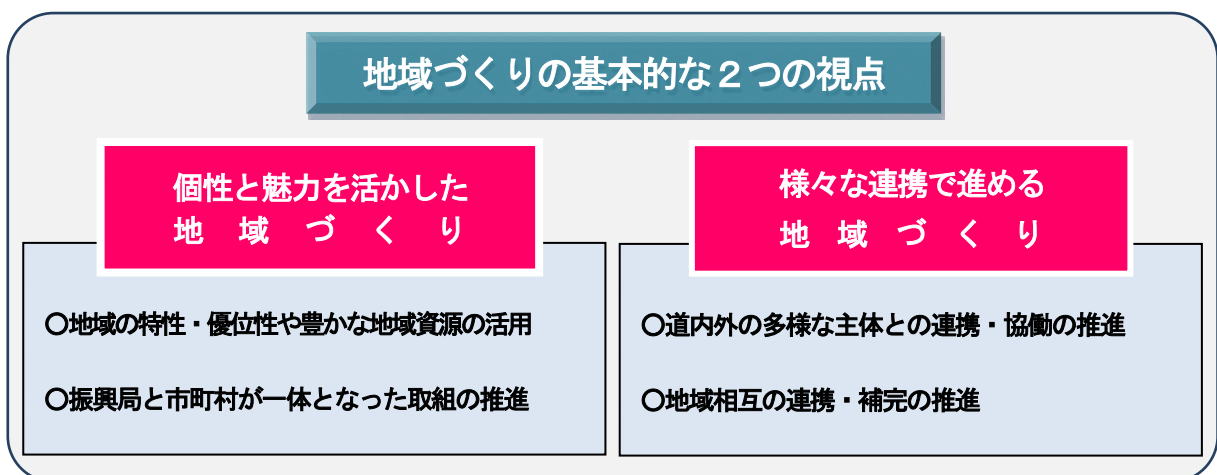 地域づくりの基本的な２つの視点
個性と魅力を活かした
地域づくり
〇地域の特性・優位性や豊かな地域資源の活用
〇振興局と市町村が一体となった取組の推進
様々な連携で進める
地域づくり
〇道内外の多様な主体との連携・協働の推進
〇地域相互の連携・補完の推進